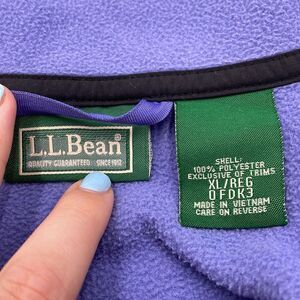 L.L.Bean®
QUALITY GUARANTEED SINCE 1912
SHELL:
100% POLYESTER
EXCLUSIVE OF TRIMS
XL/REG
0FDK3
MADE IN VIETNAM
CARE ON REVERSE